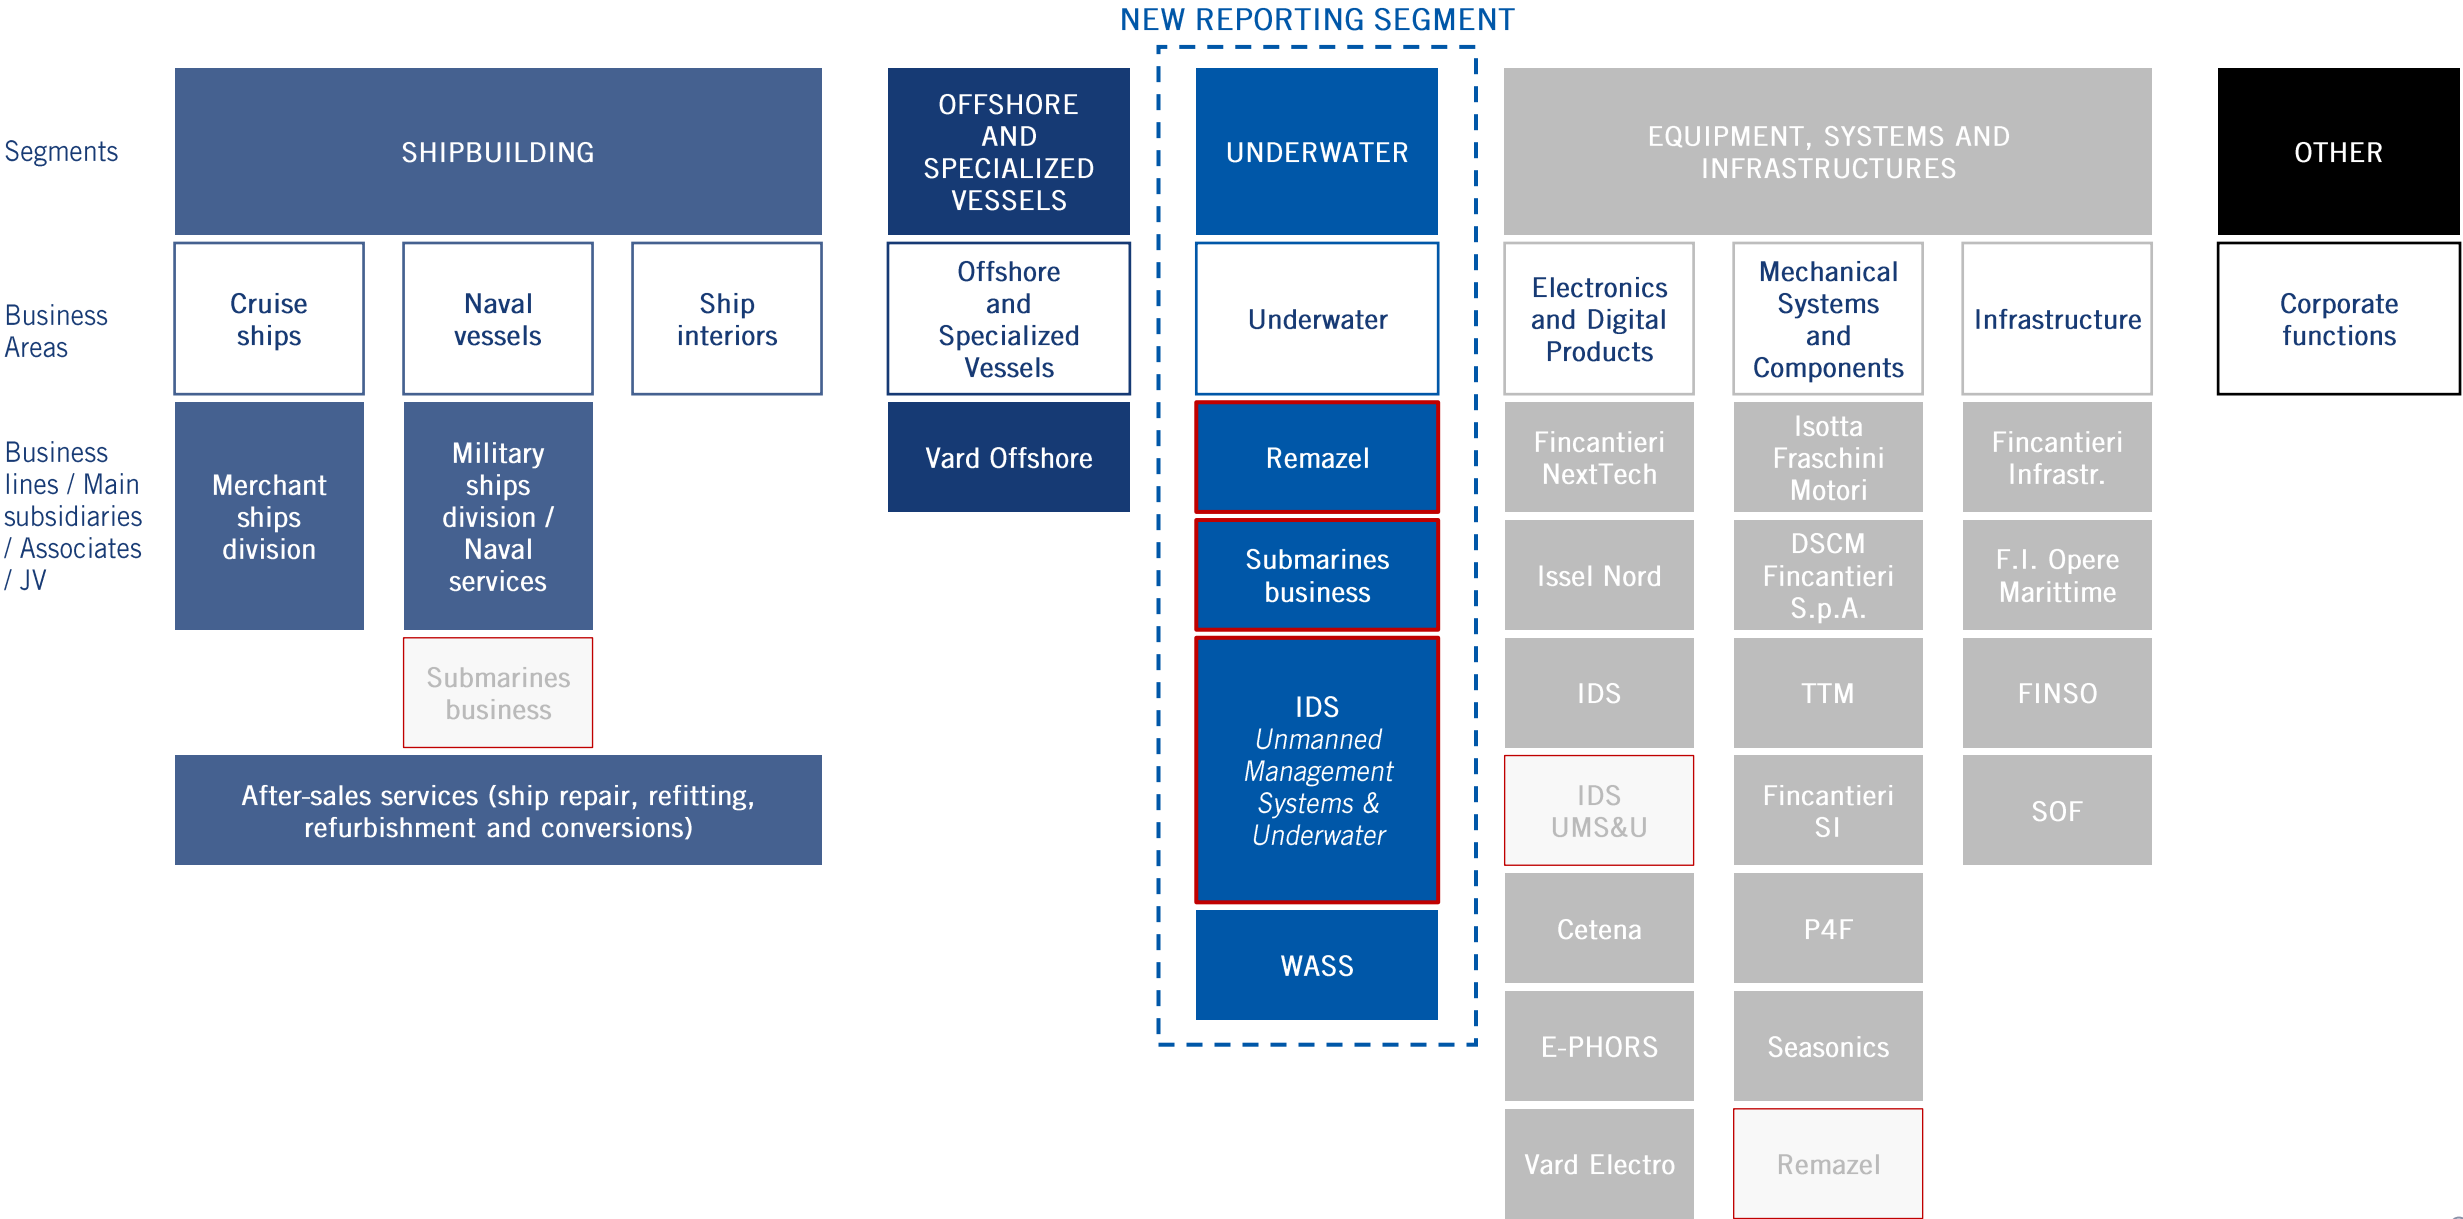 NEW REPORTING SEGMENT
Segments
SHIPBUILDING
OFFSHORE
AND
SPECIALIZED
VESSELS
UNDERWATER
EQUIPMENT, SYSTEMS AND
INFRASTRUCTURES
OTHER
Business
Areas
Cruise
ships
Naval
vessels
Ship
interiors
Offshore
and
Specialized
Vessels
Underwater
Electronics
and Digital
Products
Mechanical
Systems
and
Components
Infrastructure
Corporate
functions
Business
lines / Main
subsidiaries
/ Associates
/ JV
Merchant
ships
division
Military
ships
division /
Naval
services
Submarines
business
After-sales services (ship repair, refitting,
refurbishment and conversions)
Vard Offshore
Remazel
Submarines
business
IDS
Unmanned
Management
Systems &
Underwater
WASS
Fincantieri
NextTech
Issel Nord
IDS
IDS
UMS&U
Cetena
E-PHORS
Vard Electro
Isotta
Fraschini
Motori
DSCM
Fincantieri
S.p.A.
TTM
Fincantieri
SI
P4F
Seasonics
Remazel
Fincantieri
Infrastr.
F.I. Opere
Marittime
FINSO
SOF